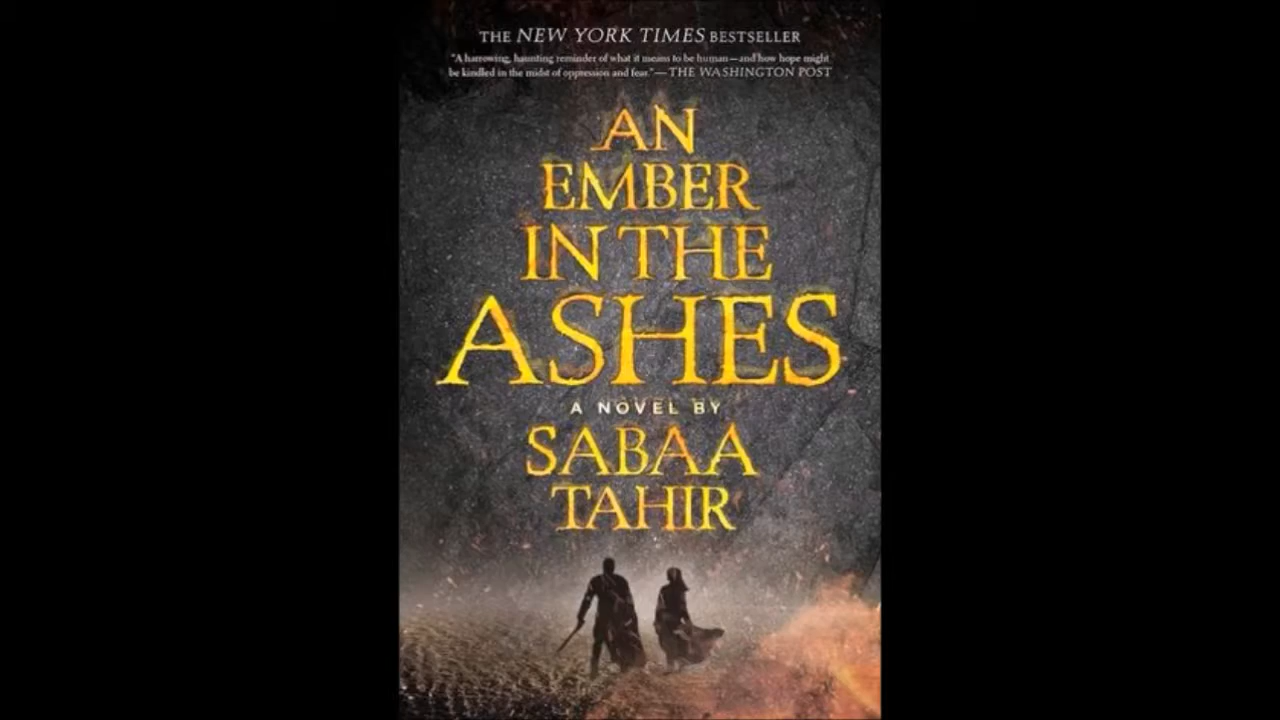 THE NEW YORK TIMES BESTSELLER
"A harrowing, haunting reminder of what it means to be human—and how hope might
be kindled in the midst of oppression and fear."—THE WASHINGTON POST
AN
EMBER
IN THE
ASHES
A NOVEL BY
SABAA
TAHIR